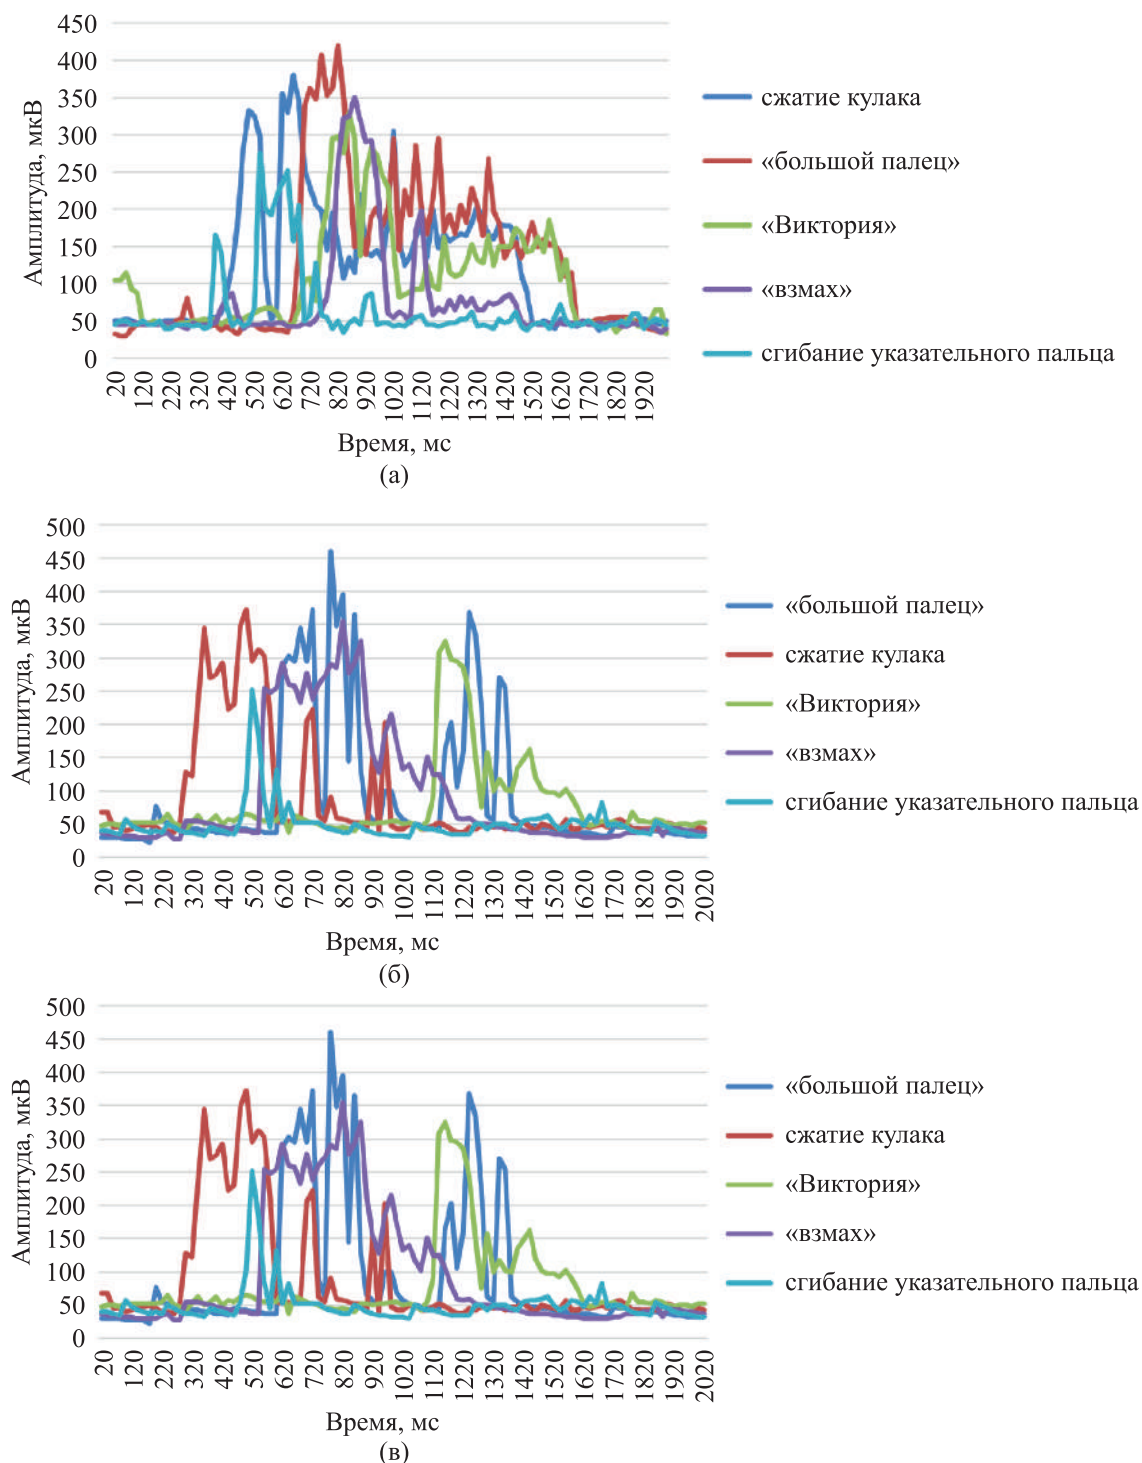 450
400
350
300
250
200
150
100
50
0
Амплитуда, мкВ
20 120 220 320 420 520 620 720 820 920 1020 1120 1220 1320 1420 1520 1620 1720 1820 1920
Время, мс
сжатие кулака
«большой палец»
«Виктория»
«взмах»
сгибание указательного пальца
(а)
500
450
400
350
300
250
200
150
100
50
0
Амплитуда, мкВ
20 120 220 320 420 520 620 720 820 920 1020 1120 1220 1320 1420 1520 1620 1720 1820 1920 2020
Время, мс
«большой палец»
сжатие кулака
«Виктория»
«взмах»
сгибание указательного пальца
(б)
500
450
400
350
300
250
200
150
100
50
0
Амплитуда, мкВ
20 120 220 320 420 520 620 720 820 920 1020 1120 1220 1320 1420 1520 1620 1720 1820 1920 2020
Время, мс
«большой палец»
сжатие кулака
«Виктория»
«взмах»
сгибание указательного пальца
(в)